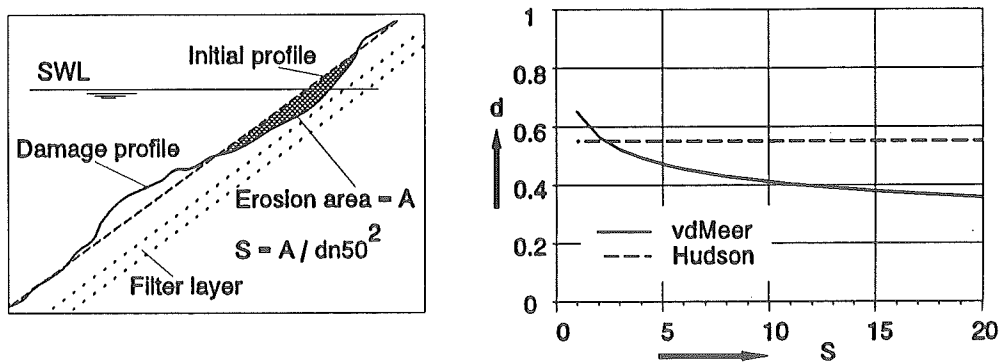 SWL
Initial profile
Damage profile
Erosion area = A
S = A / dn50²
Filter layer
1
0.8
d
0.6
0.4
0.2
vdMeer
Hudson
0
0 5 10 15 20
S